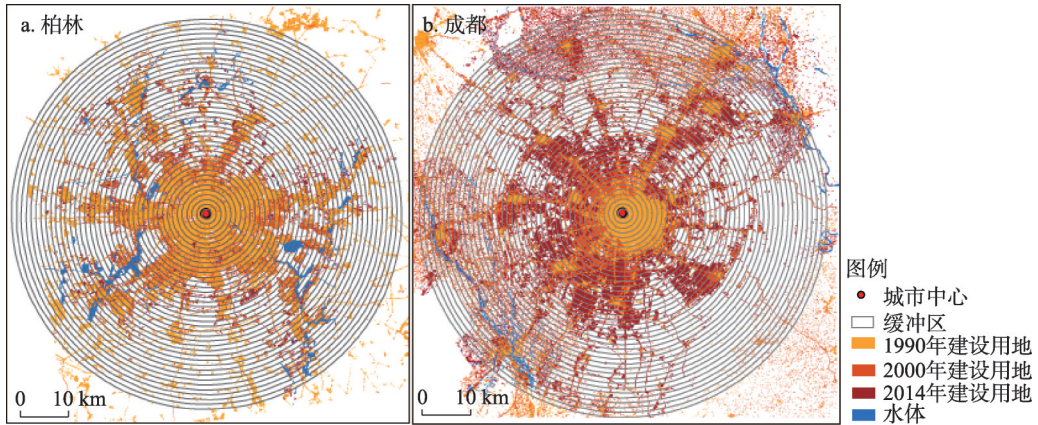 a. 柏林
0 10 km
b. 成都
0 10 km
图例
城市中心
缓冲区
1990年建设用地
2000年建设用地
2014年建设用地
水体